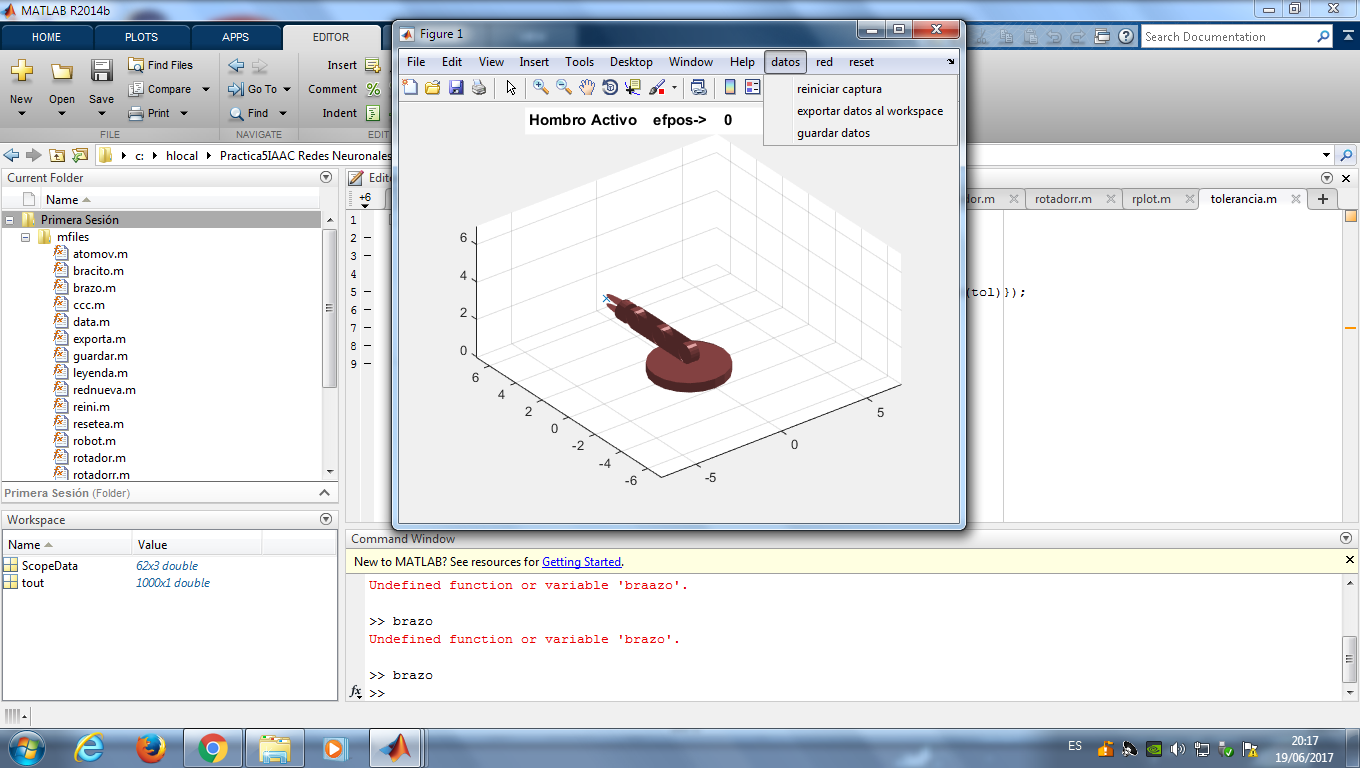 MATLAB R2014b
HOME PLOTS APPS EDITOR
Search Documentation
New Open Save
Find Files
Compare
Print
Go To
Find
Insert
Comment
Indent
FILE NAVIGATE EDIT
c: hlocal Practica5IAAC Redes Neuronales
Current Folder
Name
Primera Sesión
mfiles
atomov.m
bracito.m
brazo.m
ccc.m
data.m
exporta.m
guardar.m
leyenda.m
rednueva.m
reini.m
resetea.m
robot.m
rotador.m
rotadorr.m
Primera Sesión (Folder)
Workspace
Name Value
ScopeData 62x3 double
tout 1000x1 double
+6
dor.m rotadorr.m rplot.m tolerancia.m
1
2
3
4
5
6
7
8
9
(tol)});
Figure 1
File Edit View Insert Tools Desktop Window Help datos red reset
reiniciar captura
exportar datos al workspace
guardar datos
Hombro Activo efpos-> 0
6
4
2
0
6
4
2
0
-2
-4
-6
-5
0
5
Command Window
New to MATLAB? See resources for Getting Started.
Undefined function or variable 'braazo'.
>> brazo
Undefined function or variable 'brazo'.
>> brazo
fx >>
ES
20:17
19/06/2017